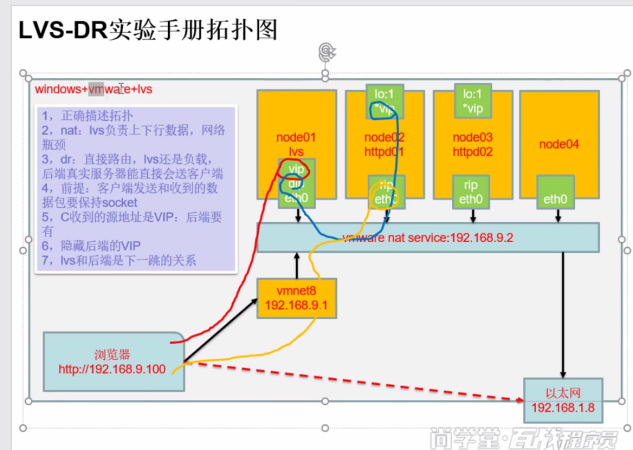 LVS-DR实验手册拓扑图
windows+vmware+lvs
1，正确描述拓扑
2，nat：lvs负责上下行数据，网络
瓶颈
3，dr：直接路由，lvs还是负载，
后端真实服务器能直接会送客户端
4，前提：客户端发送和收到的数
据包要保持socket
5，C收到的源地址是VIP：后端要
有
6，隐藏后端的VIP
7，lvs和后端是下一跳的关系
node01
lvs
vip
dip
eth0
lo:1
*vip
node02
httpd01
rip
eth0
lo:1
*vip
node03
httpd02
rip
eth0
node04
eth0
vmware nat service:192.168.9.2
vmnet8
192.168.9.1
浏览器
http://192.168.9.100
以太网
192.168.1.8
尚学堂·百战程序员